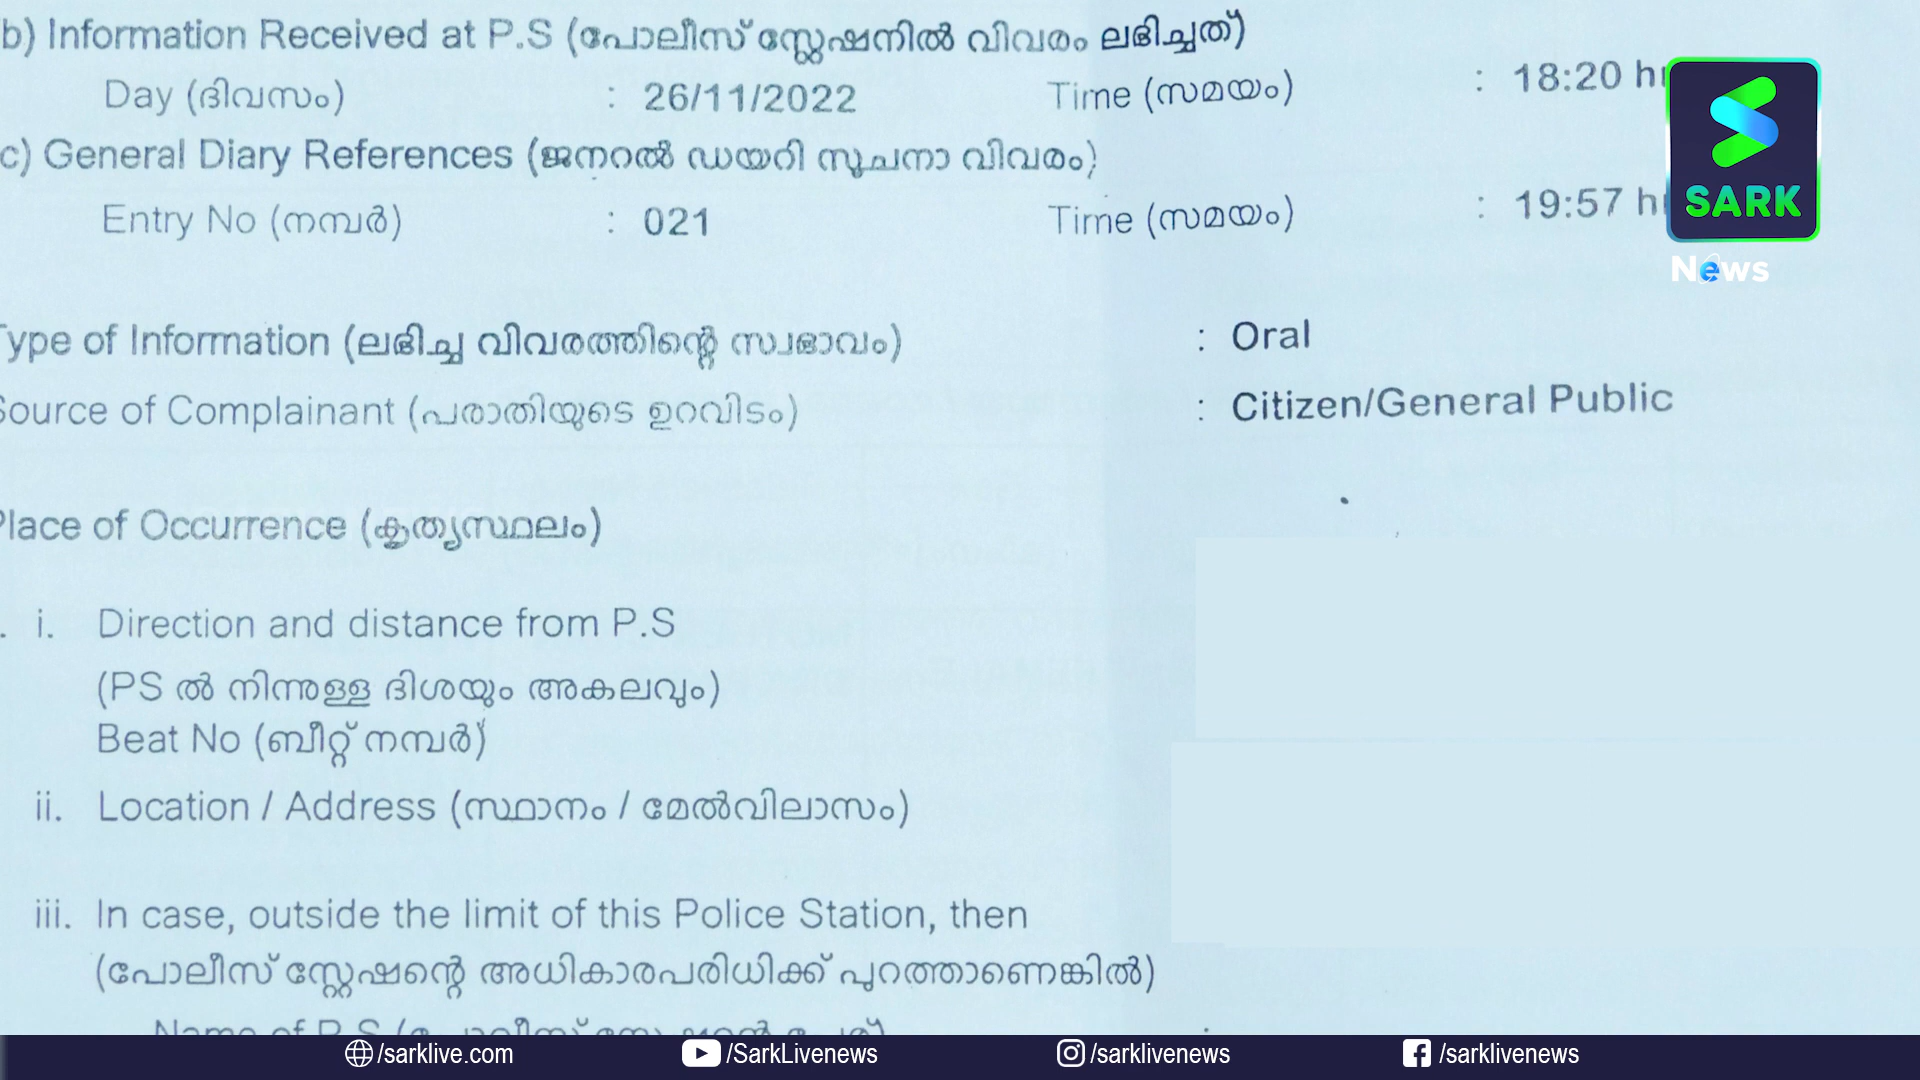 b) Information Received at P.S (പോലീസ് സ്റ്റേഷനിൽ വിവരം ലഭിച്ചത്)
Day (ദിവസം) : 26/11/2022 Time (സമയം) : 18:20
c) General Diary References (ജനറൽ ഡയറി സൂചനാ വിവരം)
Entry No (നമ്പർ) : 021 Time (സമയം) : 19:57
SARK
News
Type of Information (ലഭിച്ച വിവരത്തിന്റെ സ്വഭാവം) : Oral
Source of Complainant (പരാതിയുടെ ഉറവിടം) : Citizen/General Public
Place of Occurrence (കൃത്യസ്ഥലം)
i. Direction and distance from P.S
(PS ൽ നിന്നുള്ള ദിശയും അകലവും)
Beat No (ബീറ്റ് നമ്പർ)
ii. Location / Address (സ്ഥാനം / മേൽവിലാസം)
iii. In case, outside the limit of this Police Station, then
(പോലീസ് സ്റ്റേഷന്റെ അധികാരപരിധിക്ക് പുറത്താണെങ്കിൽ)
/sarklive.com /SarkLivenews /sarklivenews /sarklivenews